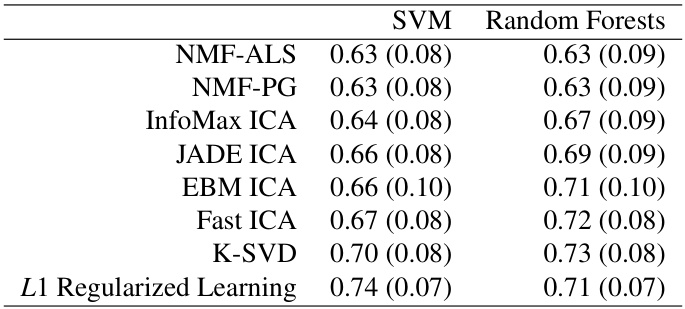 SVM Random Forests
NMF-ALS 0.63 (0.08) 0.63 (0.09)
NMF-PG 0.63 (0.08) 0.63 (0.09)
InfoMax ICA 0.64 (0.08) 0.67 (0.09)
JADE ICA 0.66 (0.08) 0.69 (0.09)
EBM ICA 0.66 (0.10) 0.71 (0.10)
Fast ICA 0.67 (0.08) 0.72 (0.08)
K-SVD 0.70 (0.08) 0.73 (0.08)
L1 Regularized Learning 0.74 (0.07) 0.71 (0.07)